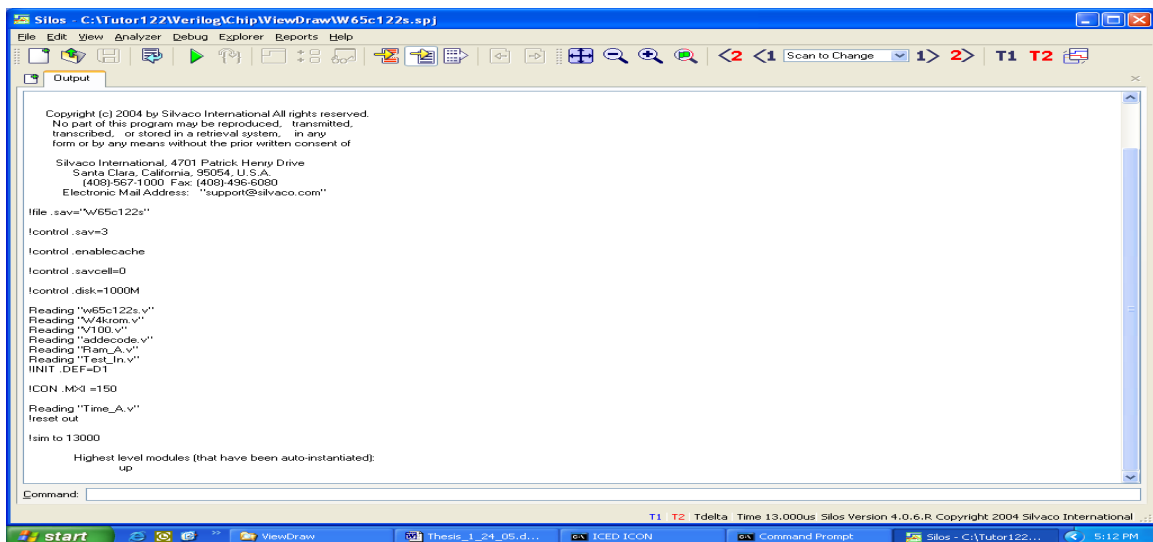 Silos - C:\Tutor122\Verilog\Chip\ViewDraw\W65c122s.spj
File Edit View Analyzer Debug Explorer Reports Help
<2 <1 Scan to Change 1> 2> T1 T2
Output
Copyright (c) 2004 by Silvaco International All rights reserved.
No part of this program may be reproduced, transmitted,
transcribed, or stored in a retrieval system, in any
form or by any means without the prior written consent of
Silvaco International, 4701 Patrick Henry Drive
Santa Clara, California, 95054, U.S.A.
(408)-567-1000 Fax: (408)-496-6080
Electronic Mail Address: "support@silvaco.com"
!file .sav="W65c122s"
!control .sav=3
!control .enablecache
!control .savcell=0
!control .disk=1000M
Reading "w65c122s.v"
Reading "W4krom.v"
Reading "V100.v"
Reading "addecode.v"
Reading "Ram_A.v"
Reading "Test_In.v"
!INIT .DEF=D1
!CON .MXI =150
Reading "Time_A.v"
!reset out
!sim to 13000
Highest level modules (that have been auto-instantiated):
up
Command:
T1 T2 Tdelta Time 13.000us Silos Version 4.0.6.R Copyright 2004 Silvaco International
start ViewDraw Thesis_1_24_05.d... ICED ICON Command Prompt Silos - C:\Tutor122... 5:12 PM